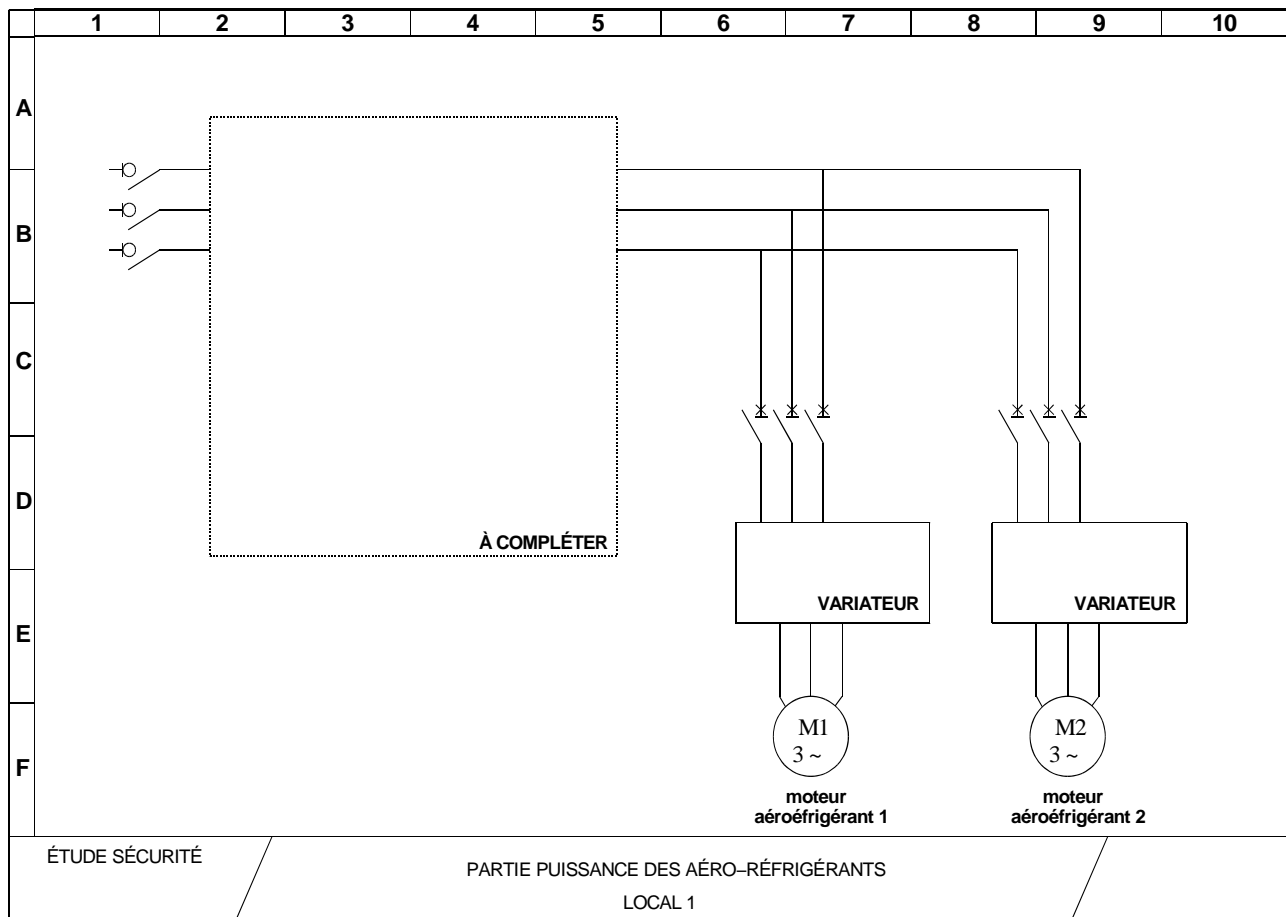 1 2 3 4 5 6 7 8 9 10
A
B
C
D
E
F
À COMPLÉTER
VARIATEUR VARIATEUR
M1 M2
3 ~ 3 ~
moteur moteur
aéroéfrigérant 1 aéroéfrigérant 2
ÉTUDE SÉCURITÉ
PARTIE PUISSANCE DES AÉRO−RÉFRIGÉRANTS
LOCAL 1